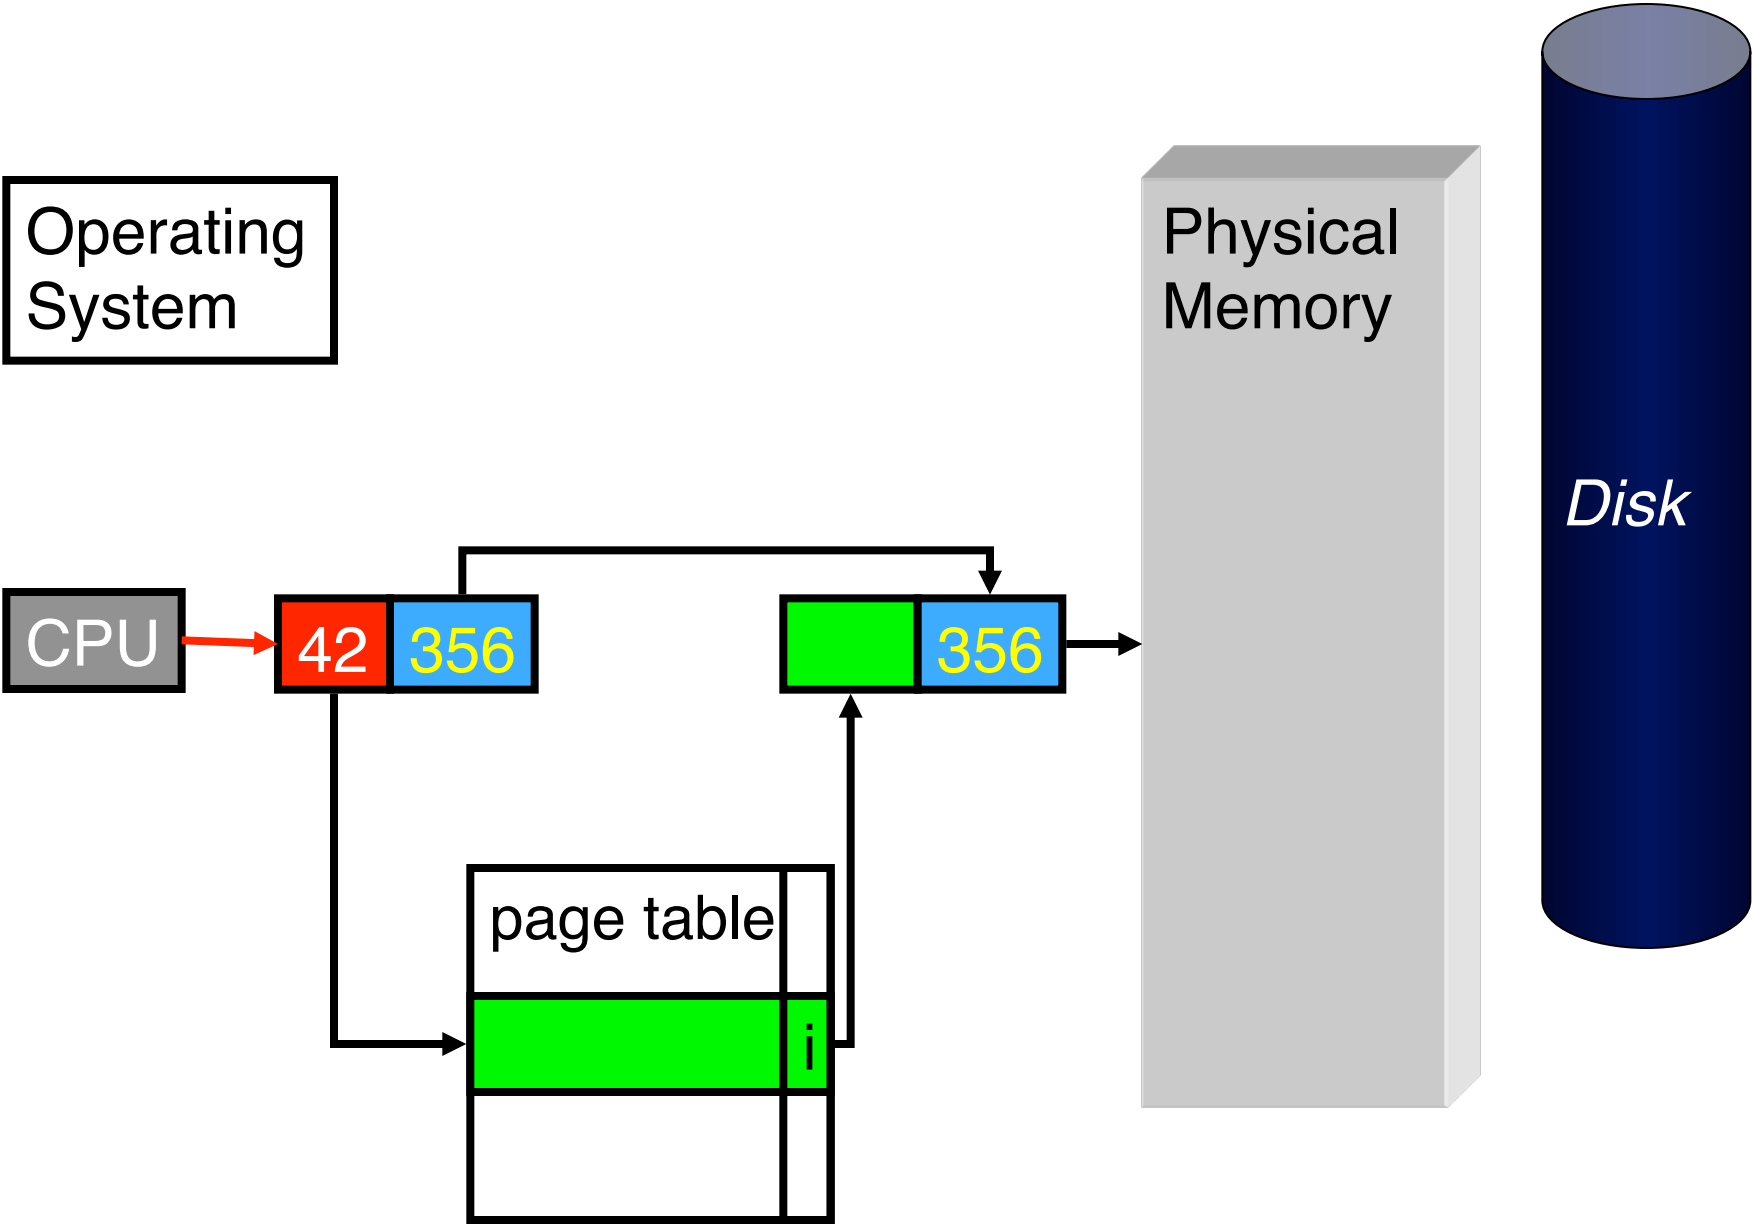 Operating
System
Physical
Memory
Disk
CPU
42 356
356
page table
i